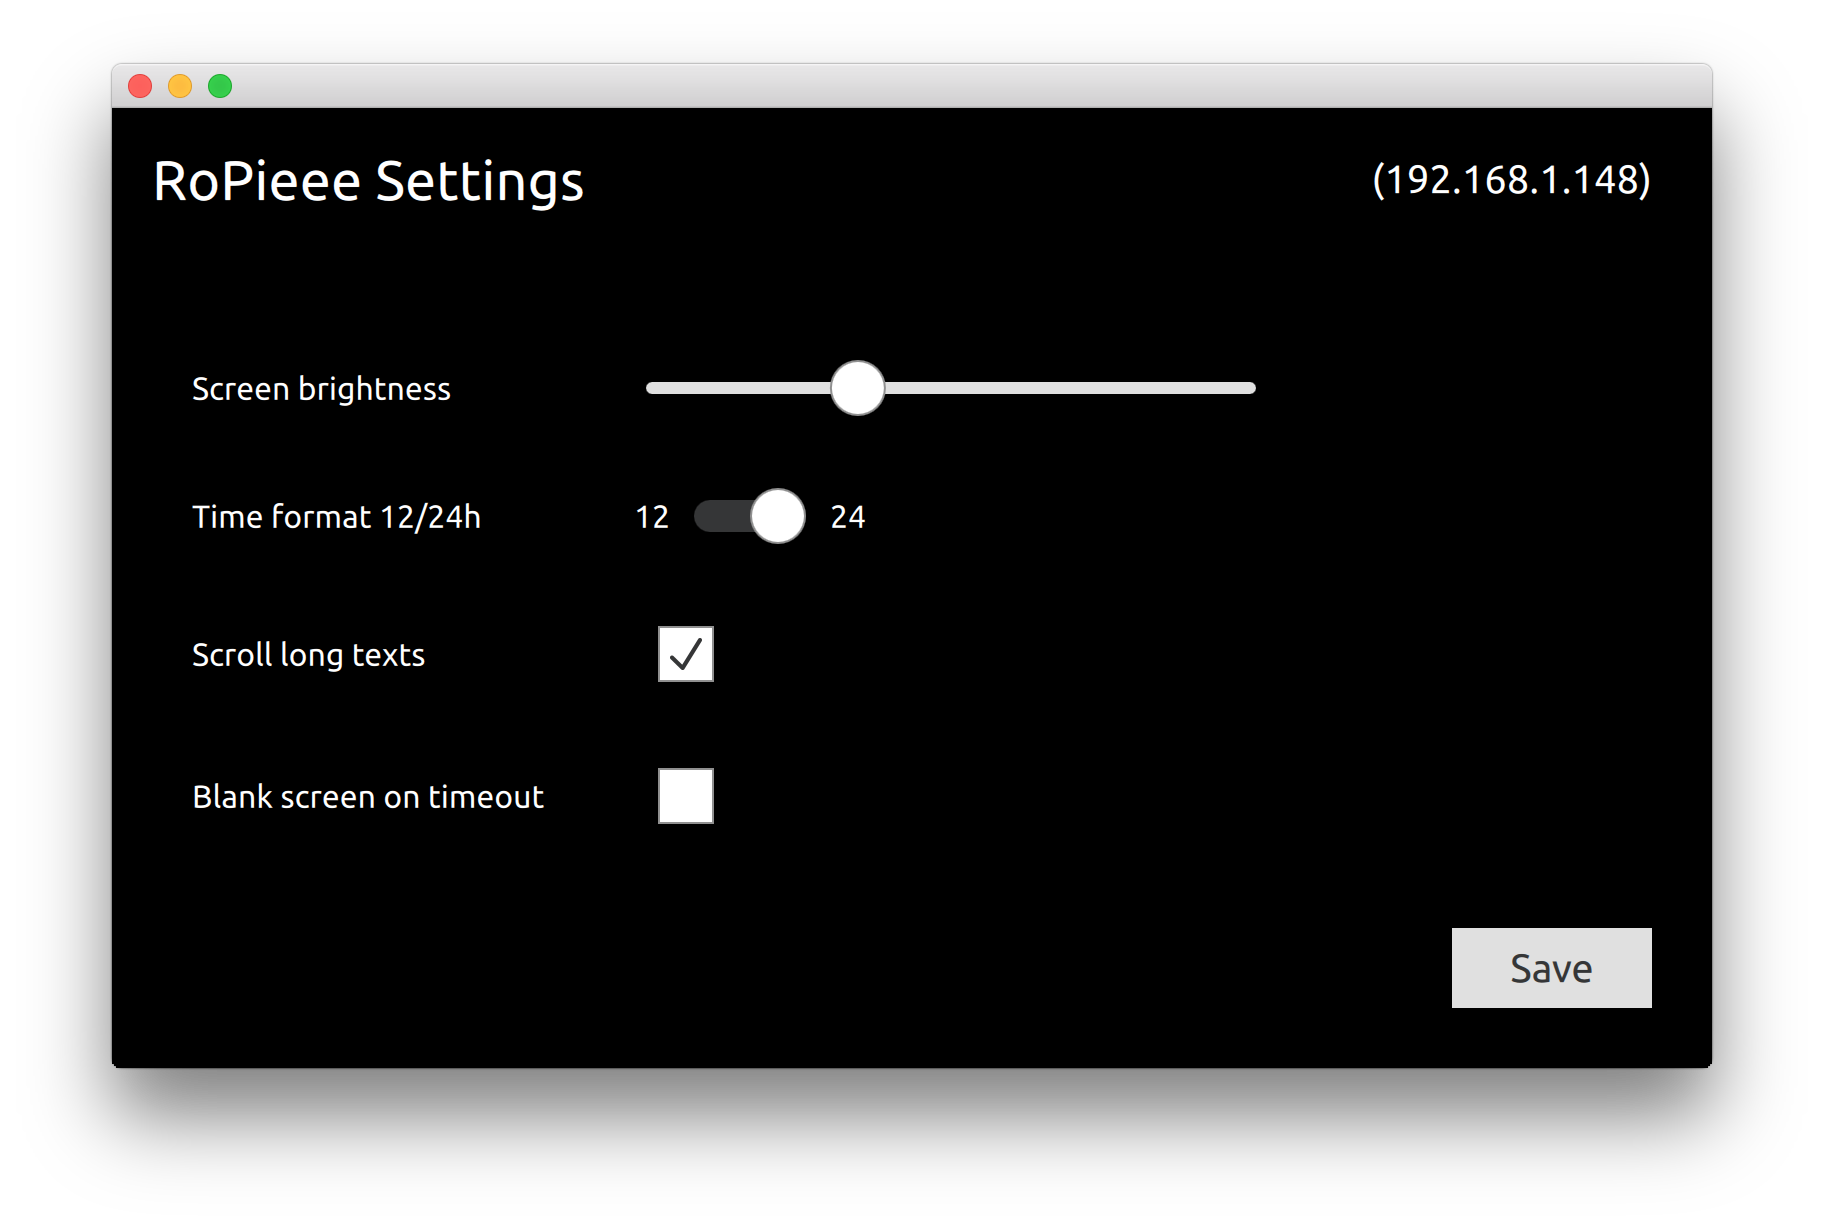 RoPieee Settings (192.168.1.148)
Screen brightness
Time format 12/24h 12 24
Scroll long texts
Blank screen on timeout
Save